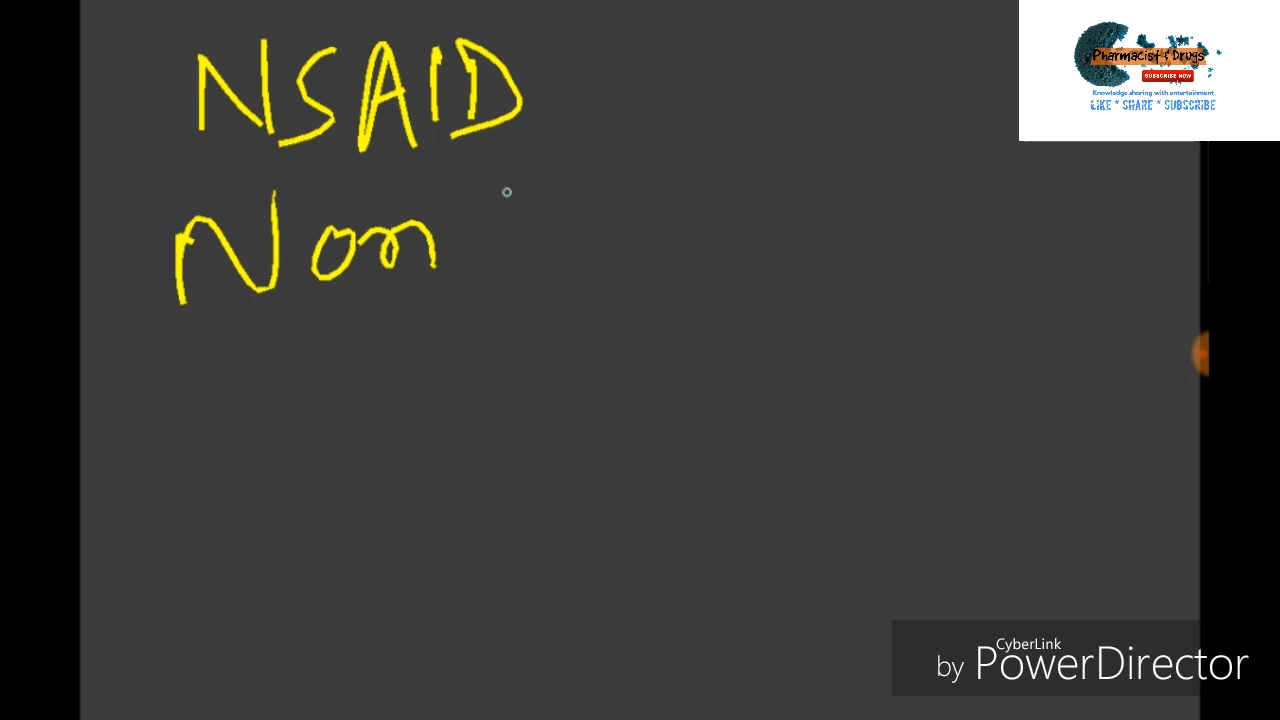 NSAID
Non
Pharmacist & Drugs
SUBSCRIBE NOW
Knowledge sharing with entertainment
LIKE * SHARE * SUBSCRIBE
CyberLink
by PowerDirector